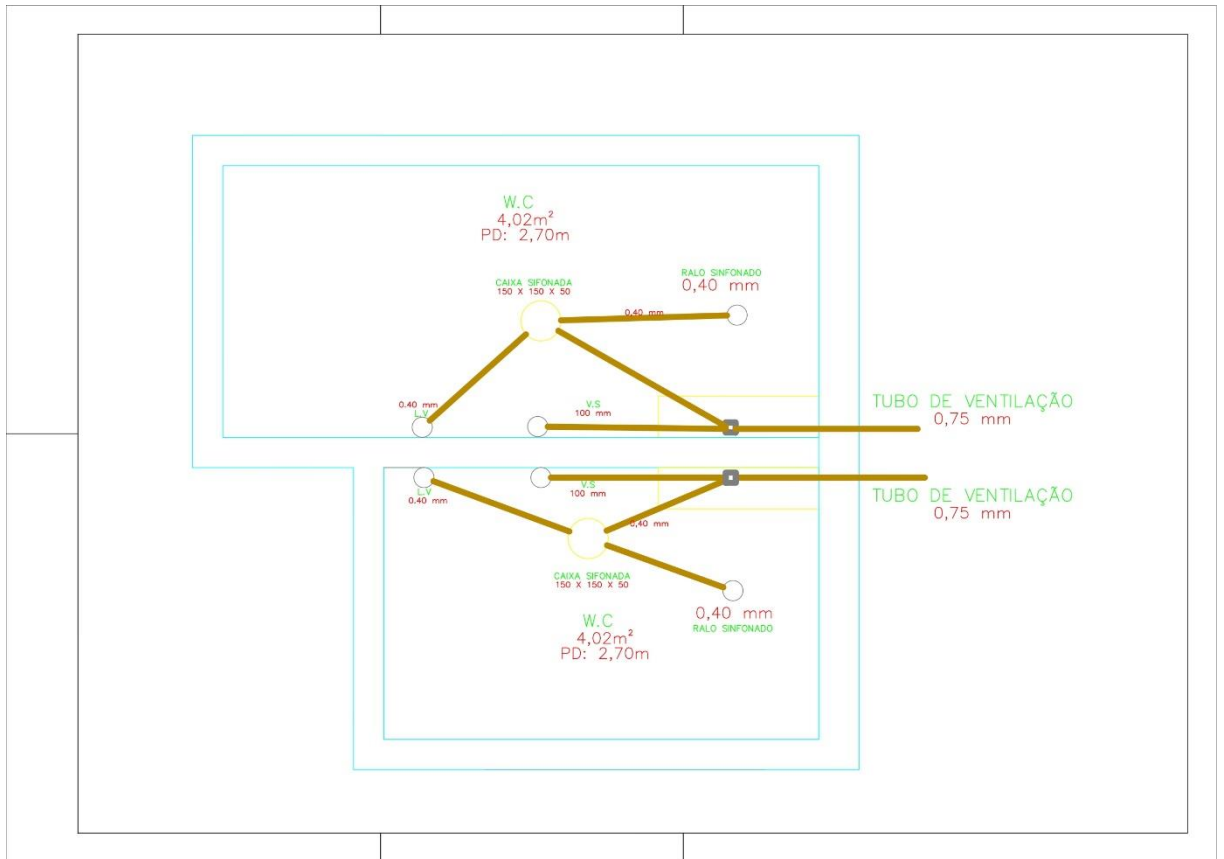 W.C
4,02m²
PD: 2,70m
CAIXA SIFONADA
150 X 150 X 50
RALO SINFONADO
0,40 mm
0,40 mm
0.40 mm
L.V
V.S
100 mm
TUBO DE VENTILAÇÃO
0,75 mm
L.V
0.40 mm
V.S
100 mm
0,40 mm
TUBO DE VENTILAÇÃO
0,75 mm
CAIXA SIFONADA
150 X 150 X 50
0,40 mm
RALO SINFONADO
W.C
4,02m²
PD: 2,70m